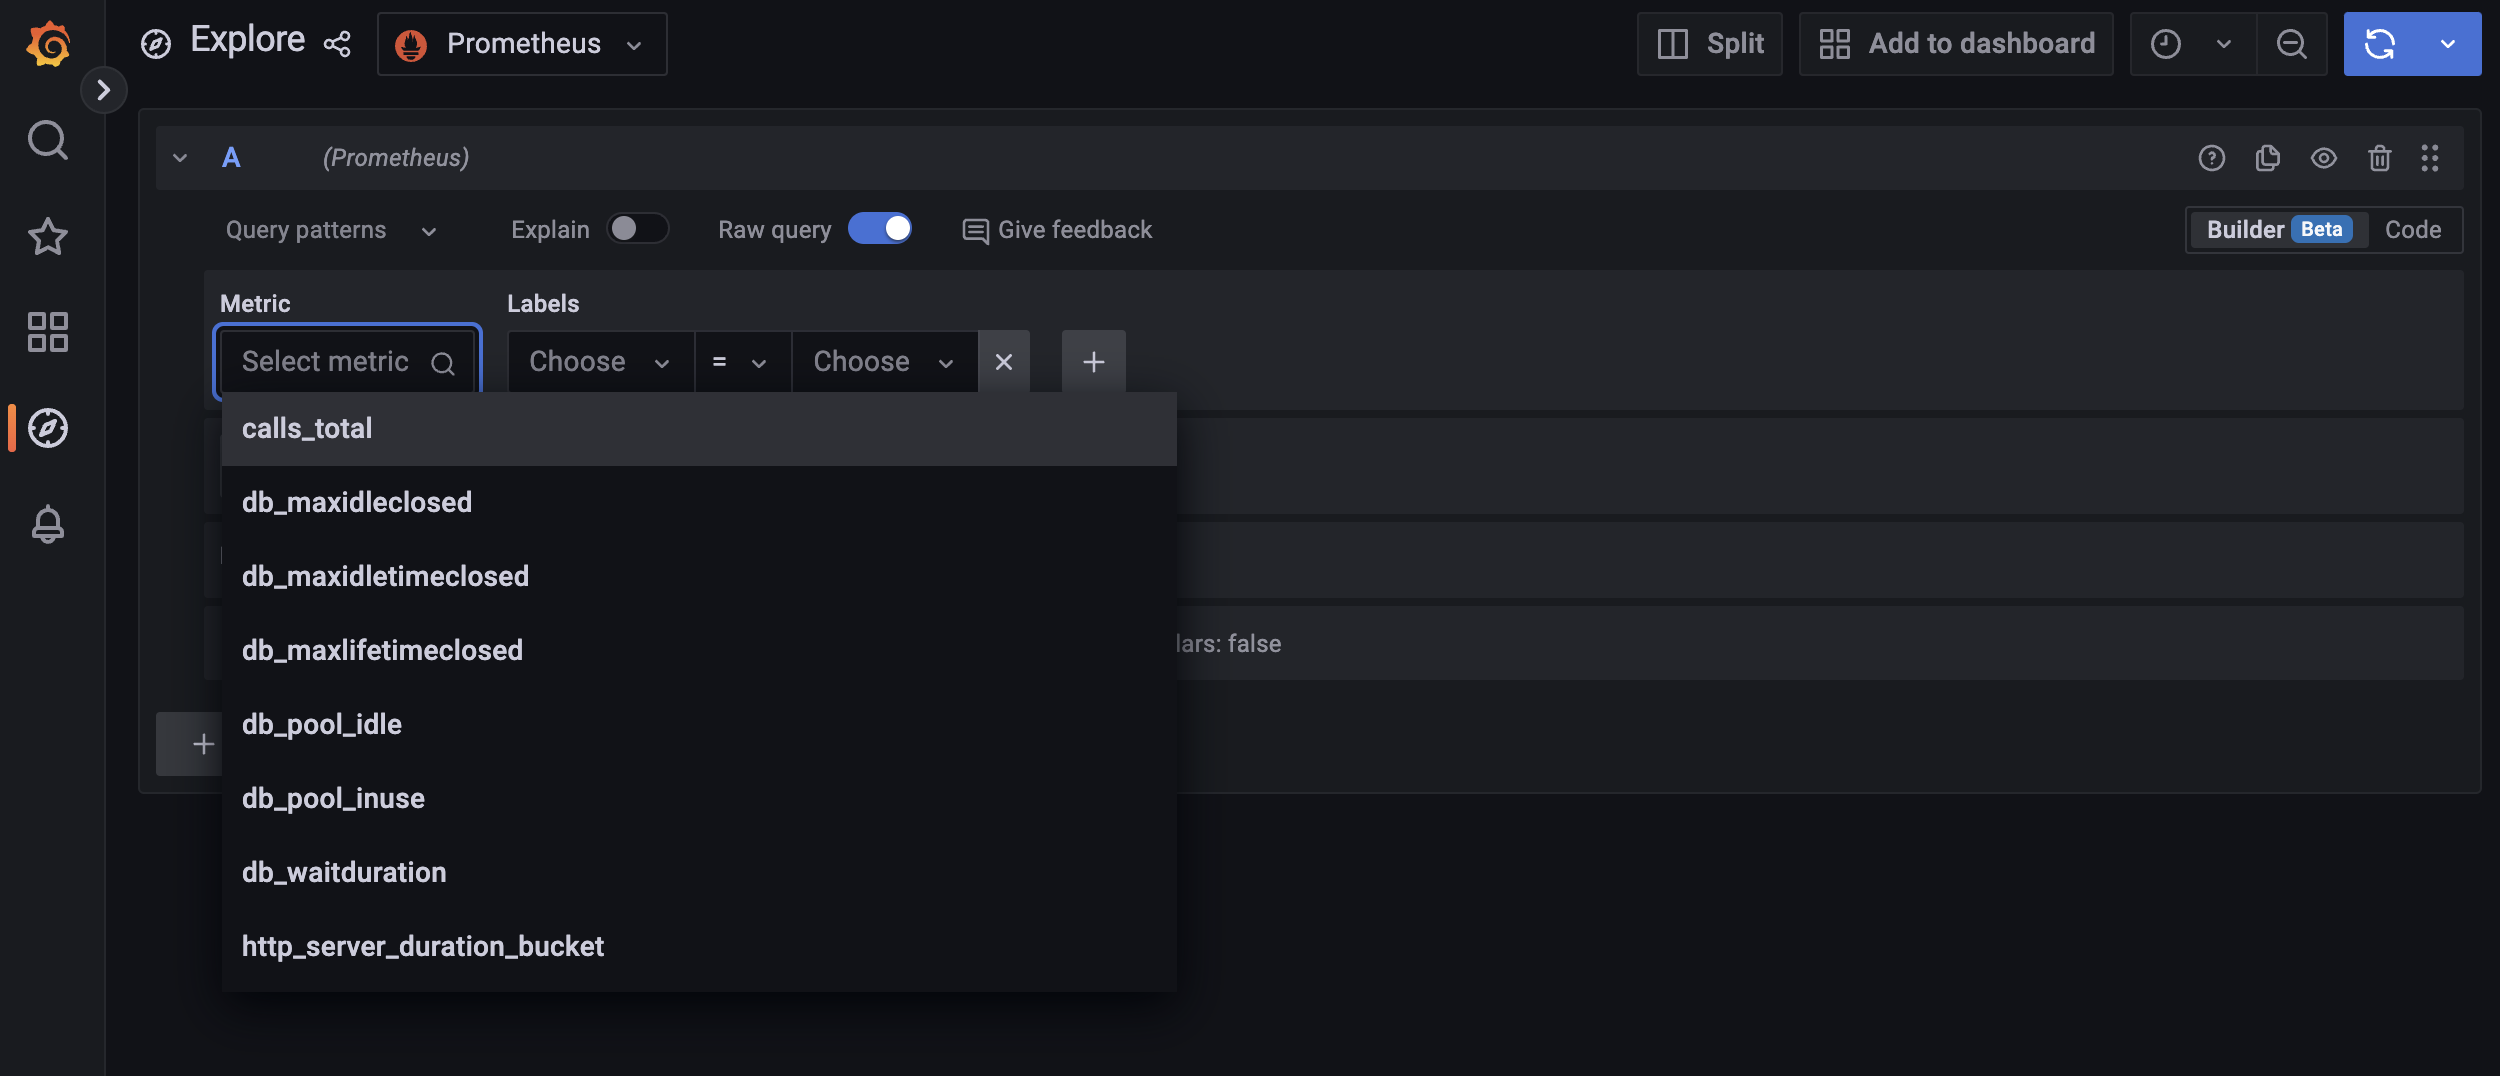 Explore
Prometheus
Split
Add to dashboard
A
(Prometheus)
Query patterns
Explain
Raw query
Give feedback
Builder
Beta
Code
Metric
Labels
Select metric
Choose
=
Choose
calls_total
db_maxidleclosed
db_maxidletimeclosed
db_maxlifetimeclosed
false
db_pool_idle
db_pool_inuse
db_waitduration
http_server_duration_bucket